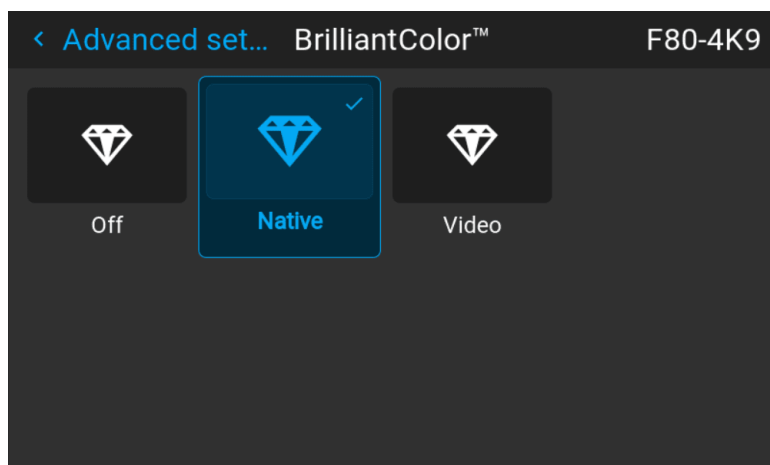 < Advanced set... BrilliantColor™ F80-4K9
Off Native Video